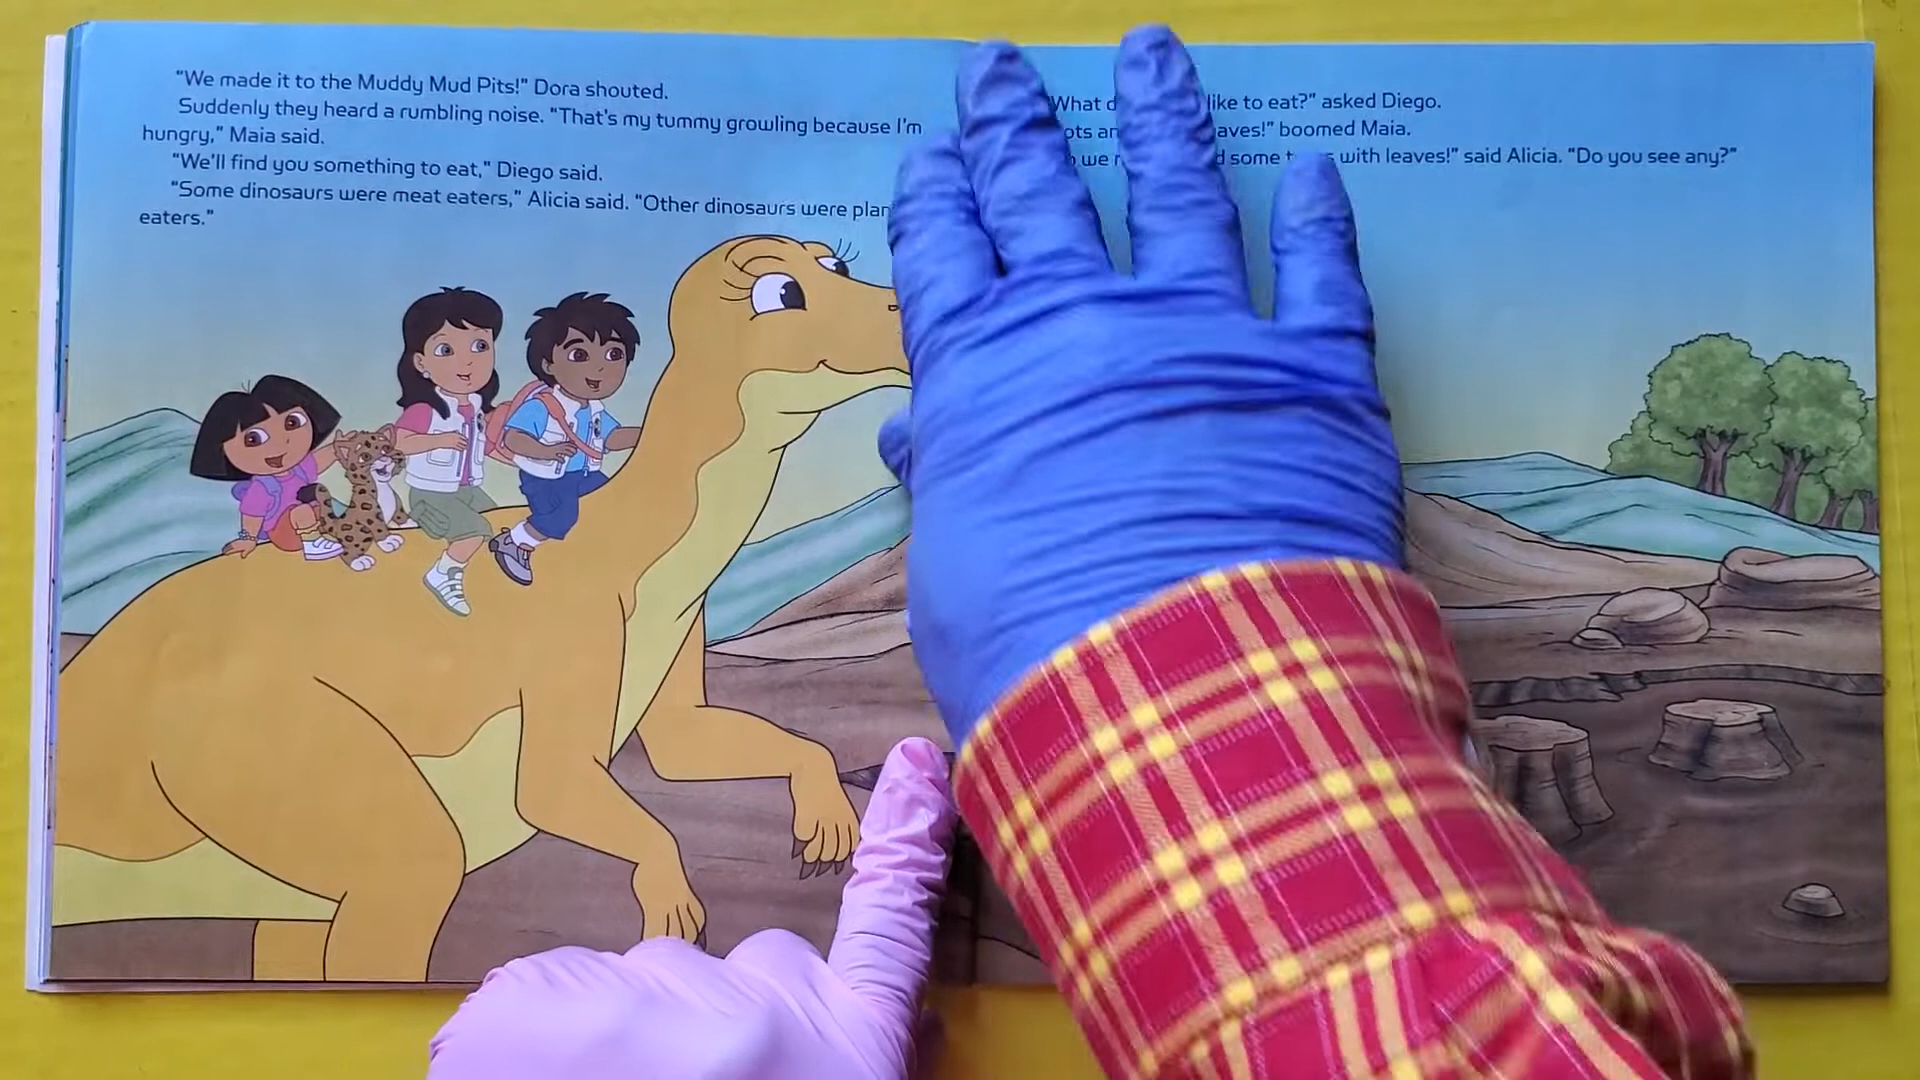 "We made it to the Muddy Mud Pits!" Dora shouted.
Suddenly they heard a rumbling noise. "That's my tummy growling because I'm
hungry," Maia said.
"We'll find you something to eat," Diego said.
"Some dinosaurs were meat eaters," Alicia said. "Other dinosaurs were
eaters."
"What like to eat?" asked Diego.
boomed Maia.
we some with leaves!" said Alicia. "Do you see any?"